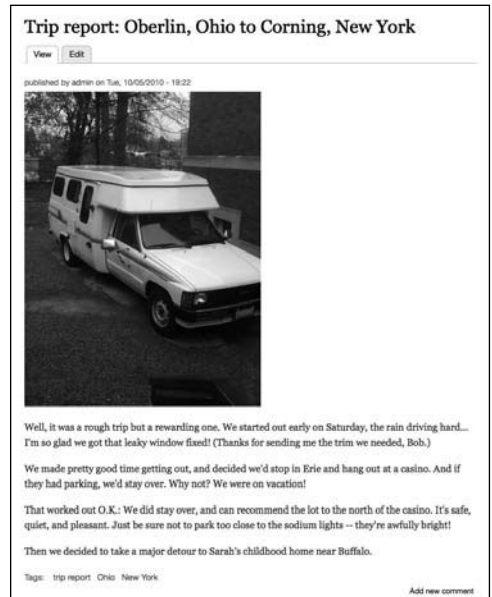 Trip report: Oberlin, Ohio to Corning, New York
View Edit
published by admin on Tue, 10/05/2010 - 19:22
Well, it was a rough trip but a rewarding one. We started out early on Saturday, the rain driving hard...
I'm so glad we got that leaky window fixed! (Thanks for sending me the trim we needed, Bob.)
We made pretty good time getting out, and decided we'd stop in Erie and hang out at a casino. And if
they had parking, we'd stay over. Why not? We were on vacation!
That worked out O.K.: We did stay over, and can recommend the lot to the north of the casino. It's safe,
quiet, and pleasant. Just be sure not to park too close to the sodium lights -- they're awfully bright!
Then we decided to take a major detour to Sarah's childhood home near Buffalo.
Tags: trip report Ohio New York
Add new comment